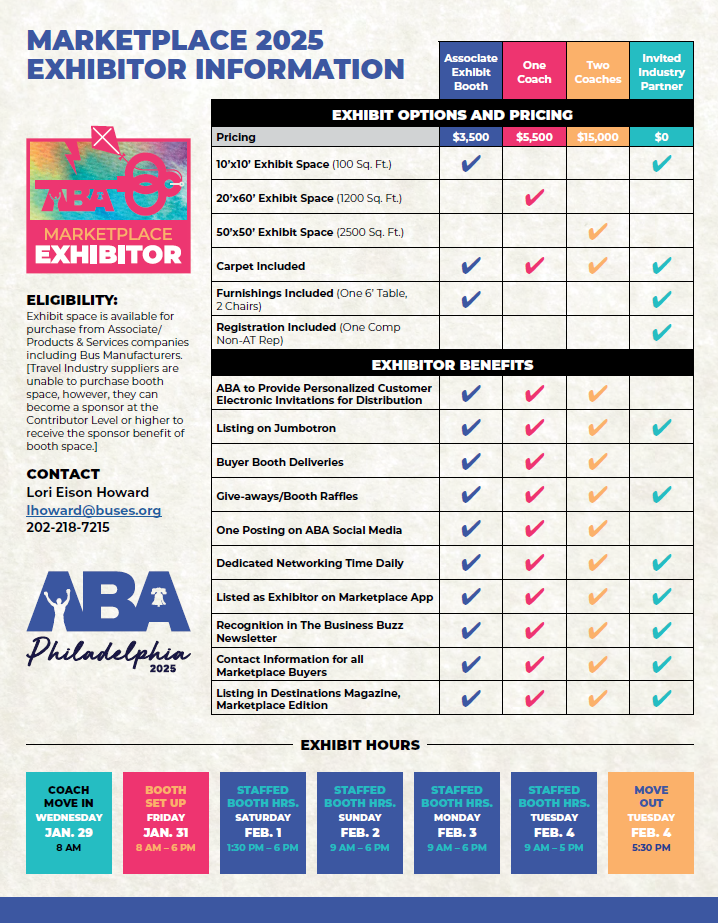 MARKETPLACE 2025
EXHIBITOR INFORMATION
Associate
Exhibit
Booth
One
Coach
Two
Coaches
Invited
Industry
Partner
EXHIBIT OPTIONS AND PRICING
Pricing $3,500 $5,500 $15,000 $0
10'x10' Exhibit Space (100 Sq. Ft.) ✔ ✔
20'x60' Exhibit Space (1200 Sq. Ft.) ✔
50'x50' Exhibit Space (2500 Sq. Ft.) ✔
Carpet Included ✔ ✔ ✔ ✔
Furnishings Included (One 6' Table,
2 Chairs) ✔ ✔
Registration Included (One Comp
Non-AT Rep) ✔
EXHIBITOR BENEFITS
ABA to Provide Personalized Customer
Electronic Invitations for Distribution ✔ ✔ ✔
Listing on Jumbotron ✔ ✔ ✔ ✔
Buyer Booth Deliveries ✔ ✔ ✔
Give-aways/Booth Raffles ✔ ✔ ✔ ✔
One Posting on ABA Social Media ✔ ✔ ✔
Dedicated Networking Time Daily ✔ ✔ ✔ ✔
Listed as Exhibitor on Marketplace App ✔ ✔ ✔ ✔
Recognition in The Business Buzz
Newsletter ✔ ✔ ✔ ✔
Contact Information for all
Marketplace Buyers ✔ ✔ ✔ ✔
Listing in Destinations Magazine,
Marketplace Edition ✔ ✔ ✔ ✔
ABA
MARKETPLACE
EXHIBITOR
ELIGIBILITY:
Exhibit space is available for
purchase from Associate/
Products & Services companies
including Bus Manufacturers.
[Travel Industry suppliers are
unable to purchase booth
space, however, they can
become a sponsor at the
Contributor Level or higher to
receive the sponsor benefit of
booth space.]
CONTACT
Lori Eison Howard
lhoward@buses.org
202-218-7215
ABA
Philadelphia
2025
EXHIBIT HOURS
COACH
MOVE IN
WEDNESDAY
JAN. 29
8 AM
BOOTH
SET UP
FRIDAY
JAN. 31
8 AM – 6 PM
STAFFED
BOOTH HRS.
SATURDAY
FEB. 1
1:30 PM – 6 PM
STAFFED
BOOTH HRS.
SUNDAY
FEB. 2
9 AM – 6 PM
STAFFED
BOOTH HRS.
MONDAY
FEB. 3
9 AM – 6 PM
STAFFED
BOOTH HRS.
TUESDAY
FEB. 4
9 AM – 5 PM
MOVE
OUT
TUESDAY
FEB. 4
5:30 PM